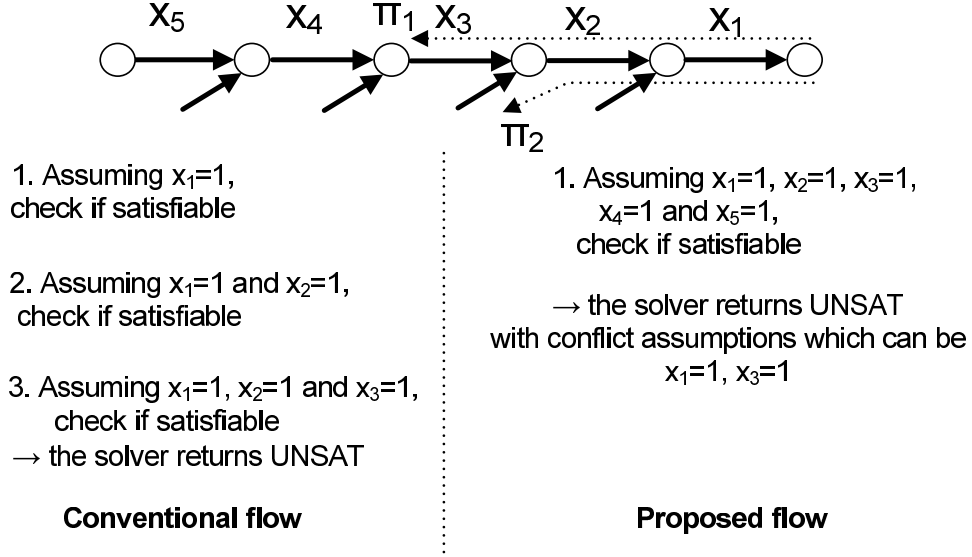 x₅ x₄ π₁ x₃ x₂ x₁
π₂
1. Assuming x₁=1,
check if satisfiable
2. Assuming x₁=1 and x₂=1,
check if satisfiable
3. Assuming x₁=1, x₂=1 and x₃=1,
check if satisfiable
→ the solver returns UNSAT
Conventional flow
1. Assuming x₁=1, x₂=1, x₃=1,
x₄=1 and x₅=1,
check if satisfiable
→ the solver returns UNSAT
with conflict assumptions which can be
x₁=1, x₃=1
Proposed flow